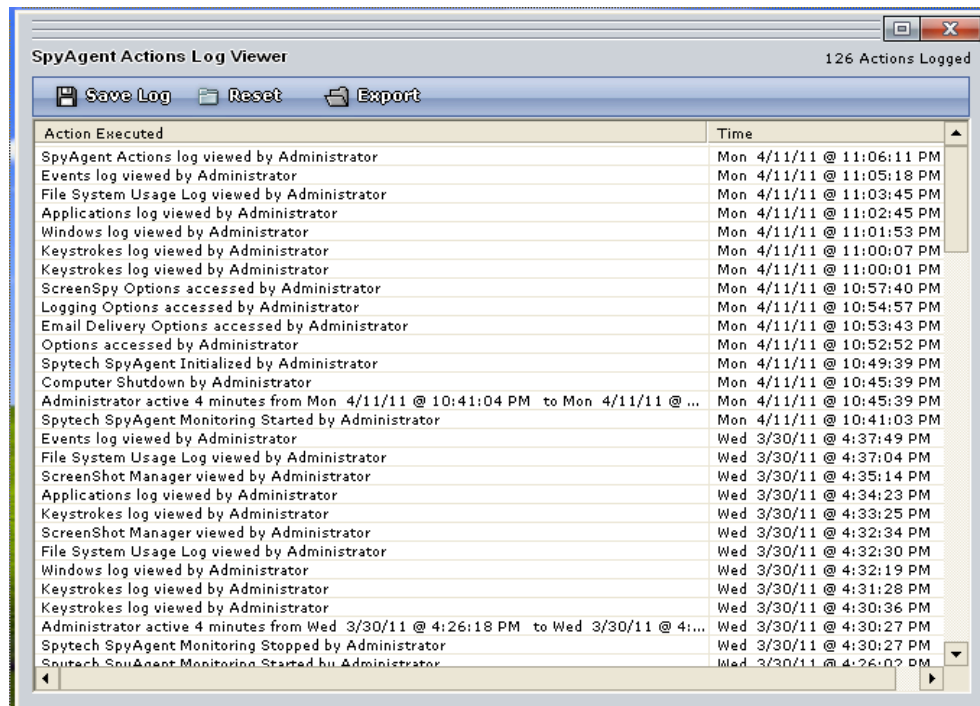 SpyAgent Actions Log Viewer 126 Actions Logged
Save Log Reset Export
Action Executed Time
SpyAgent Actions log viewed by Administrator Mon 4/11/11 @ 11:06:11 PM
Events log viewed by Administrator Mon 4/11/11 @ 11:05:18 PM
File System Usage Log viewed by Administrator Mon 4/11/11 @ 11:03:45 PM
Applications log viewed by Administrator Mon 4/11/11 @ 11:02:45 PM
Windows log viewed by Administrator Mon 4/11/11 @ 11:01:53 PM
Keystrokes log viewed by Administrator Mon 4/11/11 @ 11:00:07 PM
Keystrokes log viewed by Administrator Mon 4/11/11 @ 11:00:01 PM
ScreenSpy Options accessed by Administrator Mon 4/11/11 @ 10:57:40 PM
Logging Options accessed by Administrator Mon 4/11/11 @ 10:54:57 PM
Email Delivery Options accessed by Administrator Mon 4/11/11 @ 10:53:43 PM
Options accessed by Administrator Mon 4/11/11 @ 10:52:52 PM
Spytech SpyAgent Initialized by Administrator Mon 4/11/11 @ 10:49:39 PM
Computer Shutdown by Administrator Mon 4/11/11 @ 10:45:39 PM
Administrator active 4 minutes from Mon 4/11/11 @ 10:41:04 PM to Mon 4/11/11 @ ... Mon 4/11/11 @ 10:45:39 PM
Spytech SpyAgent Monitoring Started by Administrator Mon 4/11/11 @ 10:41:03 PM
Events log viewed by Administrator Wed 3/30/11 @ 4:37:49 PM
File System Usage Log viewed by Administrator Wed 3/30/11 @ 4:37:04 PM
ScreenShot Manager viewed by Administrator Wed 3/30/11 @ 4:35:14 PM
Applications log viewed by Administrator Wed 3/30/11 @ 4:34:23 PM
Keystrokes log viewed by Administrator Wed 3/30/11 @ 4:33:25 PM
ScreenShot Manager viewed by Administrator Wed 3/30/11 @ 4:32:34 PM
File System Usage Log viewed by Administrator Wed 3/30/11 @ 4:32:30 PM
Windows log viewed by Administrator Wed 3/30/11 @ 4:32:19 PM
Keystrokes log viewed by Administrator Wed 3/30/11 @ 4:31:28 PM
Keystrokes log viewed by Administrator Wed 3/30/11 @ 4:30:36 PM
Administrator active 4 minutes from Wed 3/30/11 @ 4:26:18 PM to Wed 3/30/11 @ 4:... Wed 3/30/11 @ 4:30:27 PM
Spytech SpyAgent Monitoring Stopped by Administrator Wed 3/30/11 @ 4:30:27 PM
Spytech SpyAgent Monitoring Started by Administrator Wed 3/30/11 @ 4:26:02 PM